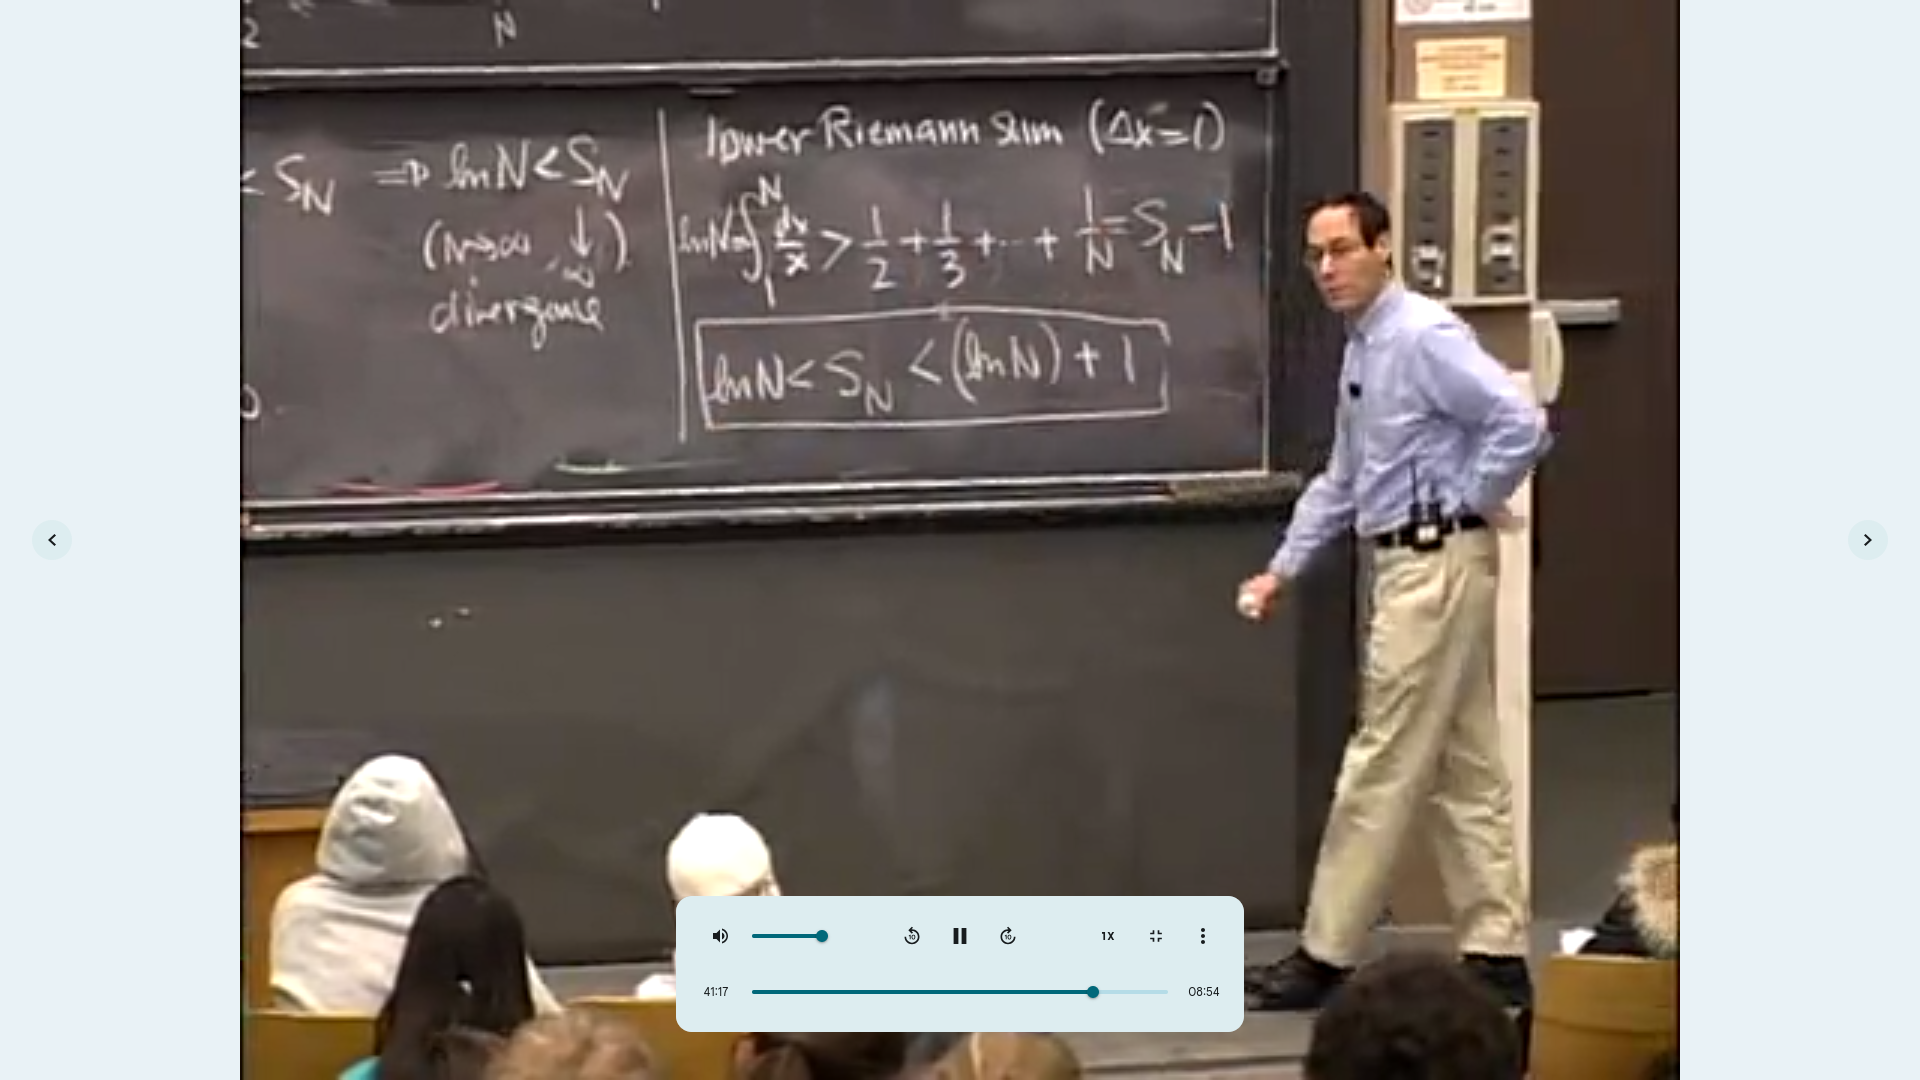 2
N
lower Riemann sum (Δx=1)
< S_N ⇒ ln N < S_N
(N→∞, ↓ ∞)
divergence
ln N = ∫_1^N dx/x > 1/2 + 1/3 + ... + 1/N = S_N - 1
ln N < S_N < (ln N) + 1
1X
41:17
08:54